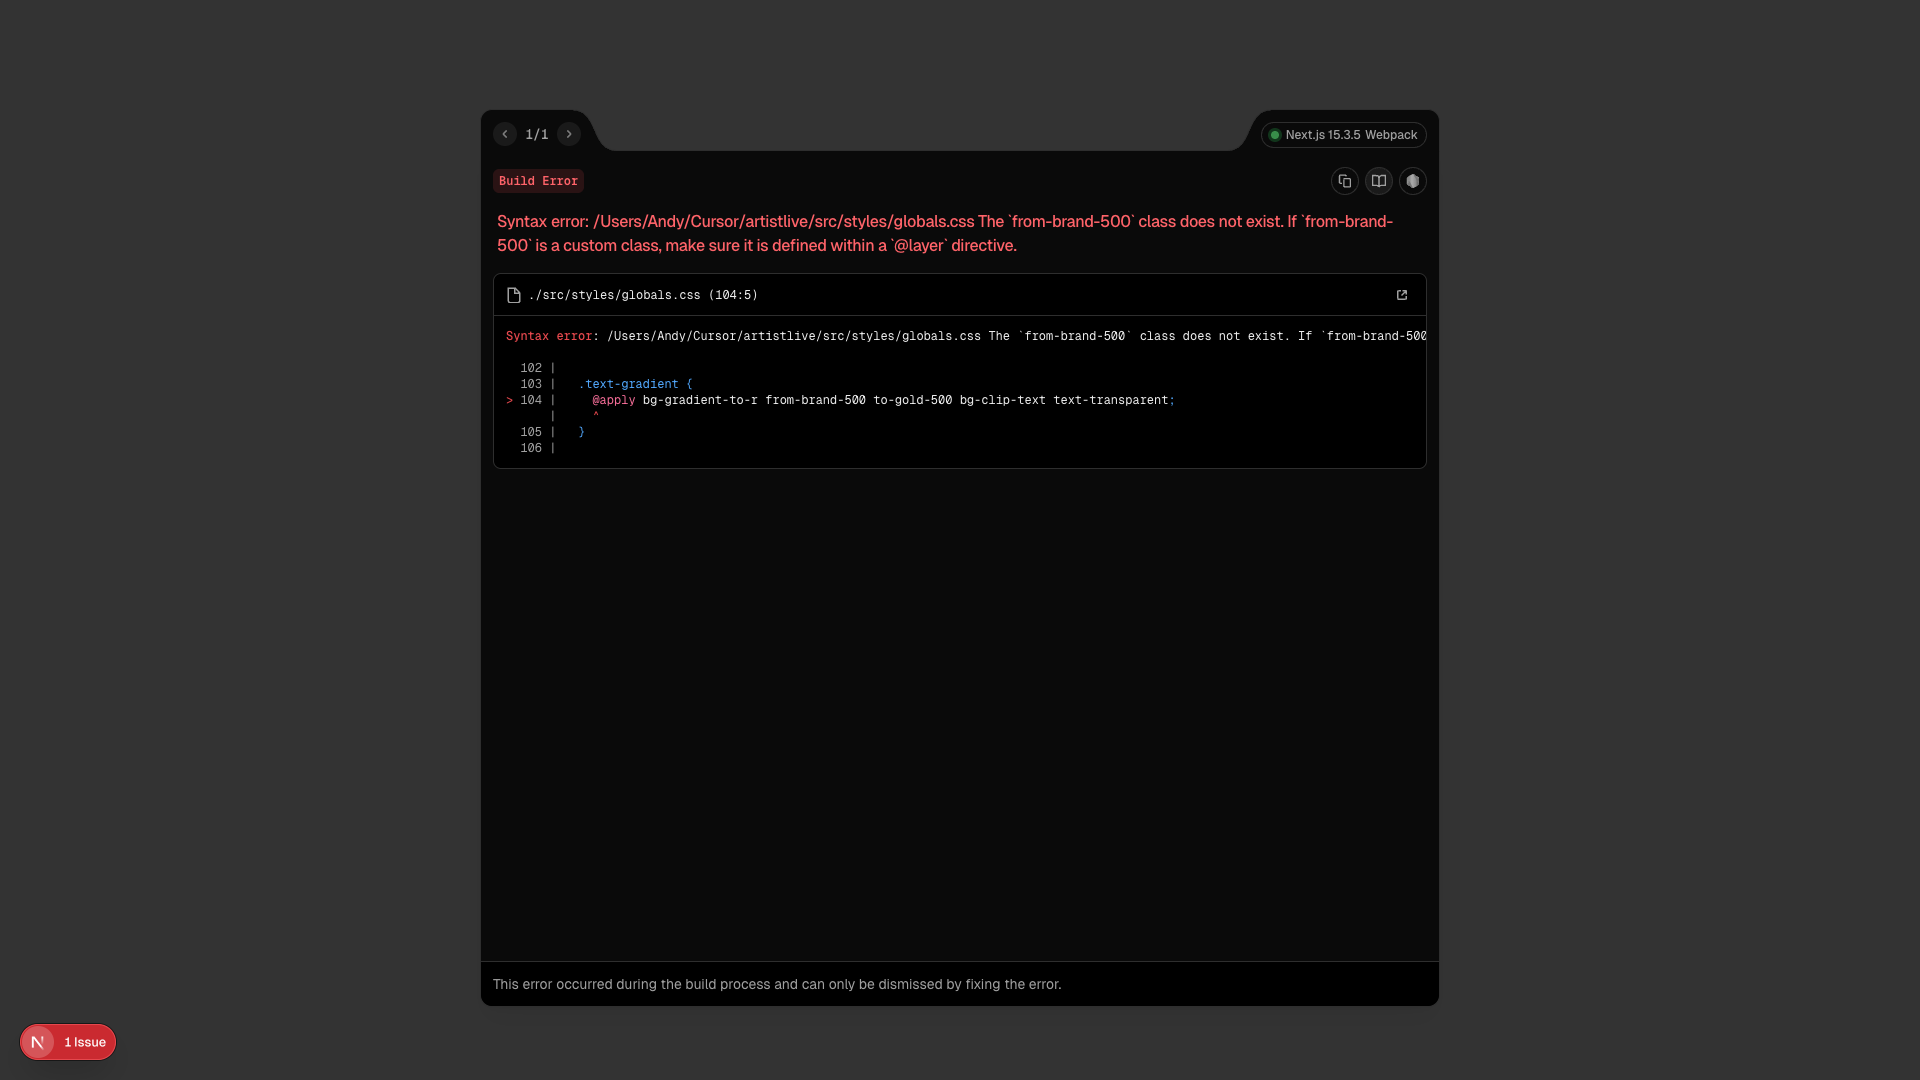 1/1
Next.js 15.3.5 Webpack
Build Error
Syntax error: /Users/Andy/Cursor/artistlive/src/styles/globals.css The `from-brand-500` class does not exist. If `from-brand-
500` is a custom class, make sure it is defined within a `@layer` directive.
./src/styles/globals.css (104:5)
Syntax error: /Users/Andy/Cursor/artistlive/src/styles/globals.css The `from-brand-500` class does not exist. If `from-brand-500
102 |
103 |   .text-gradient {
> 104 |     @apply bg-gradient-to-r from-brand-500 to-gold-500 bg-clip-text text-transparent;
|     ^
105 |   }
106 |
This error occurred during the build process and can only be dismissed by fixing the error.
N 1 Issue